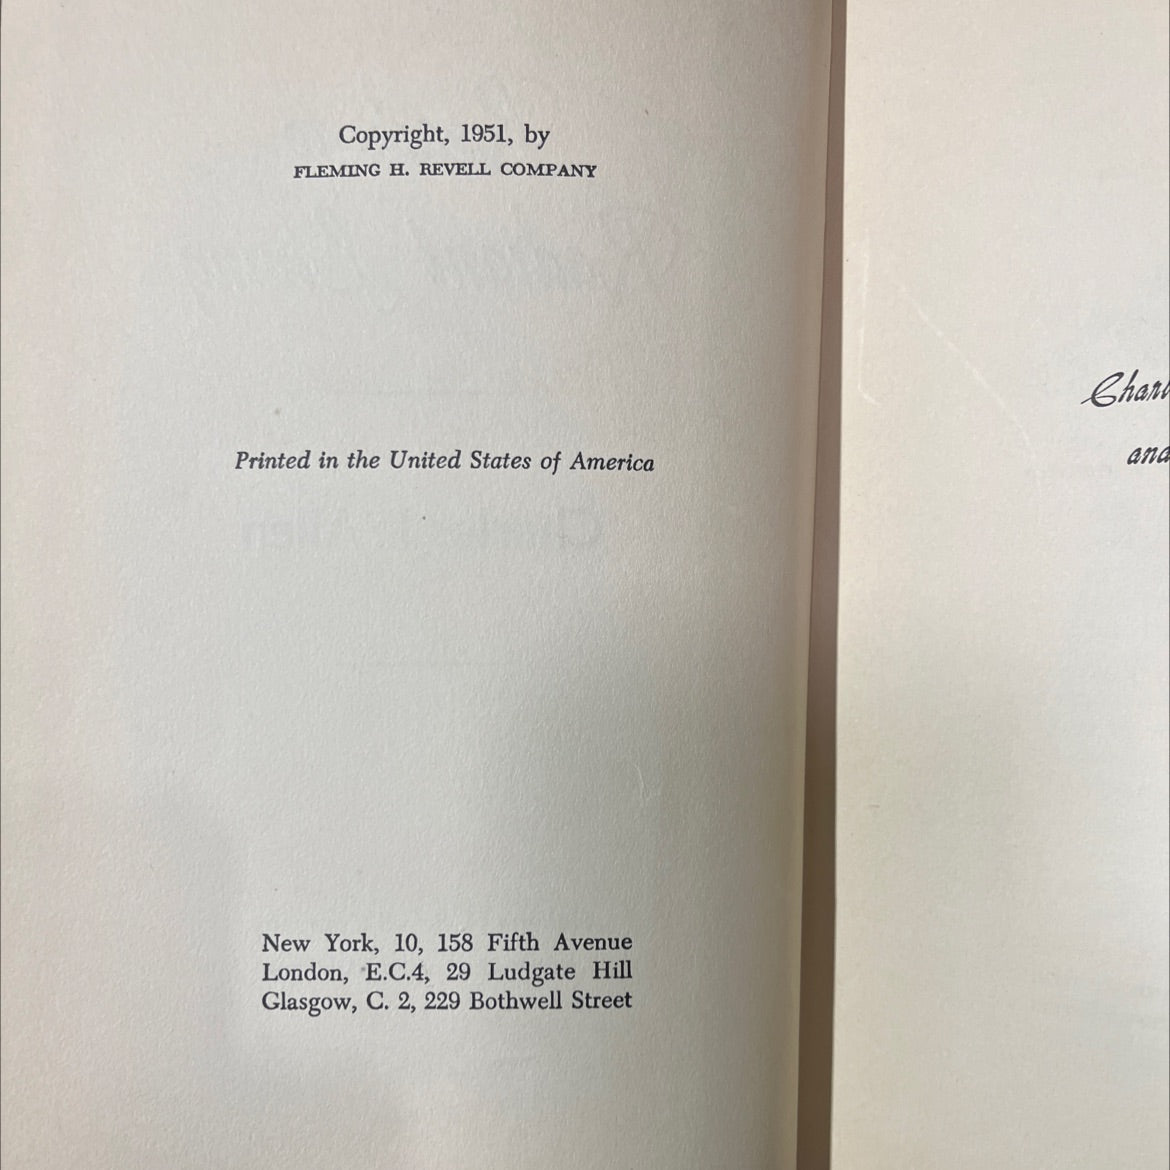 Copyright, 1951, by
FLEMING H. REVELL COMPANY
Printed in the United States of America
New York, 10, 158 Fifth Avenue
London, E.C.4, 29 Ludgate Hill
Glasgow, C. 2, 229 Bothwell Street
and